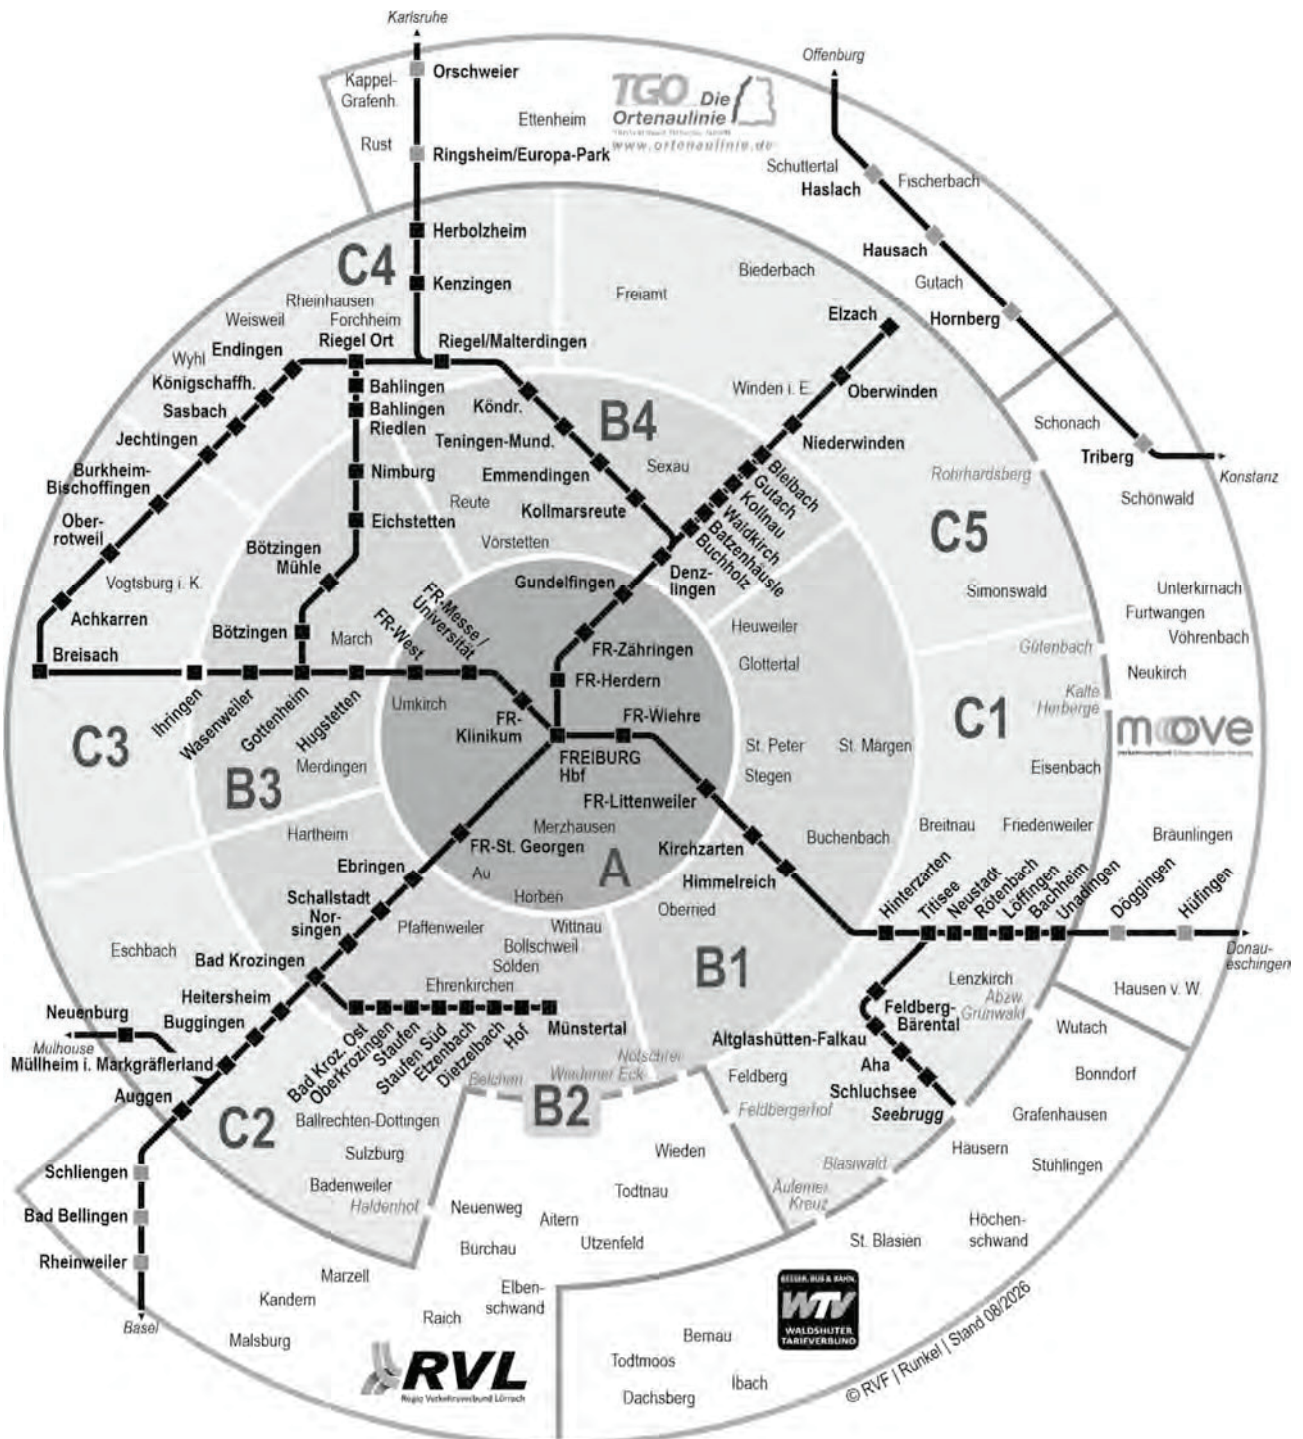 Karlsruhe
Orschweier
Kappel-
Grafenh.
Rust
Ettenheim
Ringsheim/Europa-Park
TGO Die
Ortenaulinie
www.ortenaulinie.de
Offenburg
Schuttertal
Haslach
Fischerbach
Hausach
Gutach
Hornberg
Schonach
Triberg
Konstanz
Schönwald
C4
Herbolzheim
Kenzingen
Rheinhausen
Weisweil
Forchheim
Wyhl
Endingen
Riegel Ort
Riegel/Malterdingen
Königschaffh.
Sasbach
Jechtingen
Burkheim-
Bischoffingen
Ober-
rotweil
Vogtsburg i. K.
Achkarren
Breisach
Bahlingen
Bahlingen
Riedlen
Nimburg
Eichstetten
Bötzingen
Mühle
Bötzingen
March
Freiamt
Biederbach
Elzach
Oberwinden
Winden i. E.
Niederwinden
B4
Köndr.
Teningen-Mund.
Emmendingen
Kollmarsreute
Sexau
Reute
Vörstetten
Bleibach
Gutach
Kollnau
Waldkirch
Batzenhäusle
Buchholz
Denz-
lingen
Gundelfingen
Rohrhardsberg
C5
Simonswald
Unterkirnach
Furtwangen
Vöhrenbach
Gütenbach
Neukirch
Kalte
Herberge
C1
moove
Eisenbach
Bräunlingen
Heuweiler
Glottertal
St. Peter
St. Märgen
Stegen
Buchenbach
Breitnau
Friedenweiler
FR-Messe /
Universität
FR-West
FR-Zähringen
FR-Herdern
FR-Klinikum
FR-Wiehre
FREIBURG
Hbf
FR-Littenweiler
Umkirch
Ihringen
Wasenweiler
Gottenheim
Hugstetten
C3
B3
Merdingen
Hartheim
Merzhausen
FR-St. Georgen
Au
A
Horben
Kirchzarten
Himmelreich
Oberried
Wittnau
B1
Ebringen
Schallstadt
Nor-
singen
Pfaffenweiler
Bollschweil
Sölden
Ehrenkirchen
Eschbach
Bad Krozingen
Heitersheim
Buggingen
Neuenburg
Mulhouse
Müllheim i. Markgräflerland
Auggen
Bad Kroz. Ost
Oberkrozingen
Staufen
Staufen Süd
Etzenbach
Dietzelbach
Hof
Münstertal
Hinterzarten
Titisee
Neustadt
Rötenbach
Löffingen
Bachheim
Unadingen
Döggingen
Hüfingen
Donau-
eschingen
Lenzkirch
Abzw.
Grünwald
Hausen v. W.
Wutach
Bonndorf
Grafenhausen
Stühlingen
Häusern
Feldberg-
Bärental
Altglashütten-Falkau
Aha
Schluchsee
Seebrugg
Feldberg
Feldbergerhof
Blasiwald
Äulemer
Kreuz
Notschrei
Wiedener Eck
Belchen
B2
C2
Ballrechten-Dottingen
Sulzburg
Badenweiler
Haldenhof
Wieden
Todtnau
Neuenweg
Aitern
Bürchau
Utzenfeld
Elben-
schwand
Raich
Schliengen
Bad Bellingen
Rheinweiler
Basel
Marzell
Kandern
Malsburg
RVL
Regio Verkehrsverbund Lörrach
St. Blasien
Höchen-
schwand
BESSER. BUS & BAHN.
WTV
WALDSHUTER
TARIFVERBUND
Bernau
Todtmoos
Ibach
Dachsberg
© RVF | Runkel | Stand 08/2026